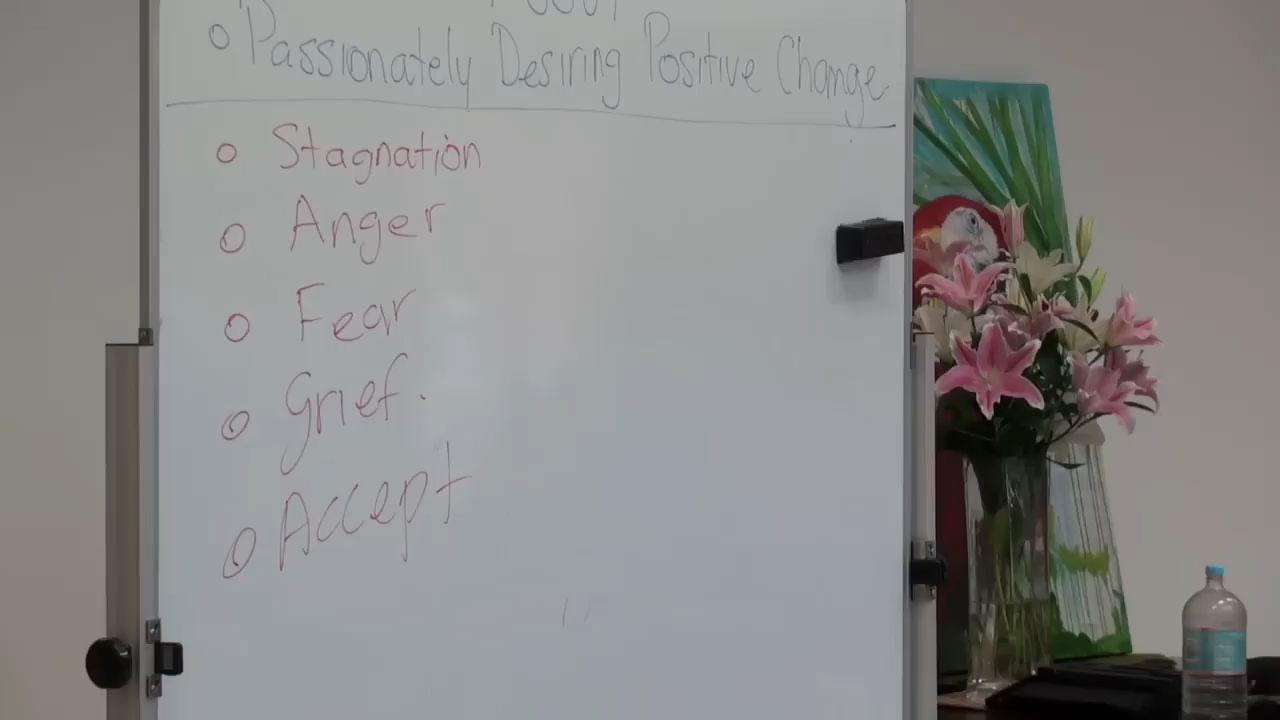 Passionately Desiring Positive Change
Stagnation
Anger
Fear
Grief.
Accept